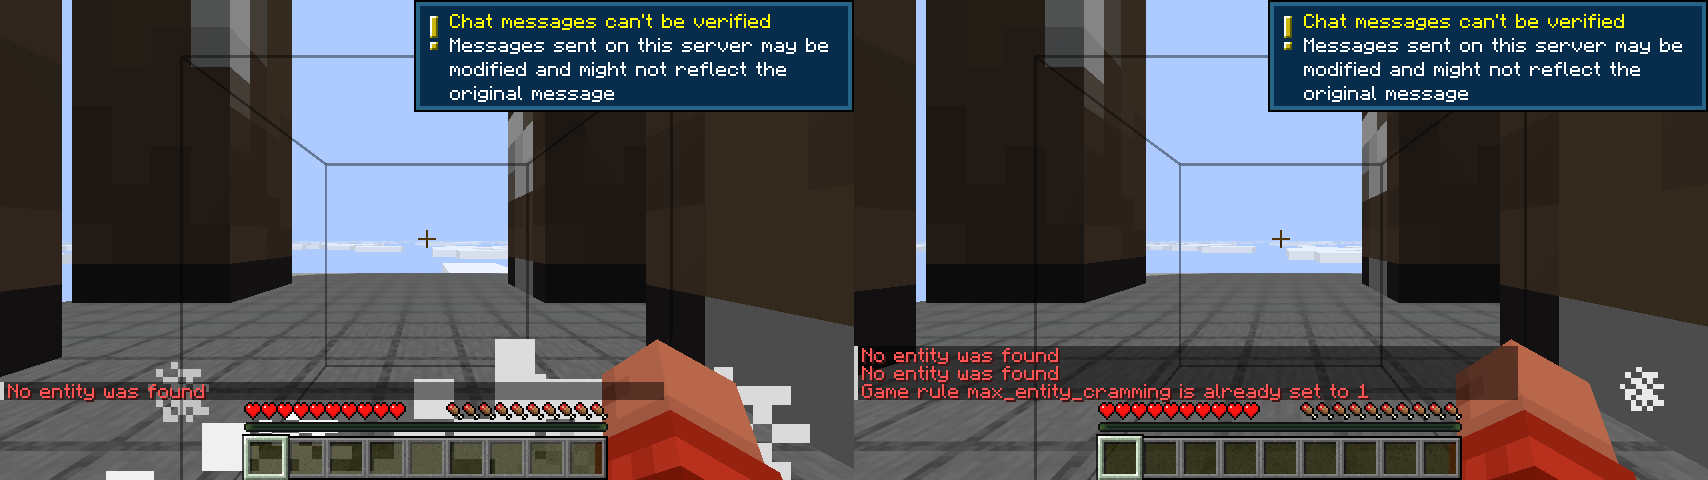 Chat messages can't be verified
Messages sent on this server may be
modified and might not reflect the
original message
No entity was found
Chat messages can't be verified
Messages sent on this server may be
modified and might not reflect the
original message
No entity was found
No entity was found
Game rule max_entity_cramming is already set to 1